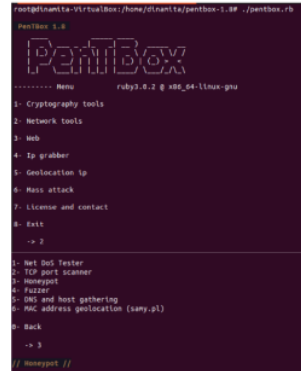 root@dinamita-VirtualBox:/home/dinamita/pentbox-1.8# ./pentbox.rb
PenTBox 1.8
PenTBox
--------- Menu ruby3.0.2 @ x86_64-linux-gnu
1- Cryptography tools
2- Network tools
3- Web
4- Ip grabber
5- Geolocation ip
6- Mass attack
7- License and contact
8- Exit
-> 2
1- Net DoS Tester
2- TCP port scanner
3- Honeypot
4- Fuzzer
5- DNS and host gathering
6- MAC address geolocation (samy.pl)
0- Back
-> 3
// Honeypot //